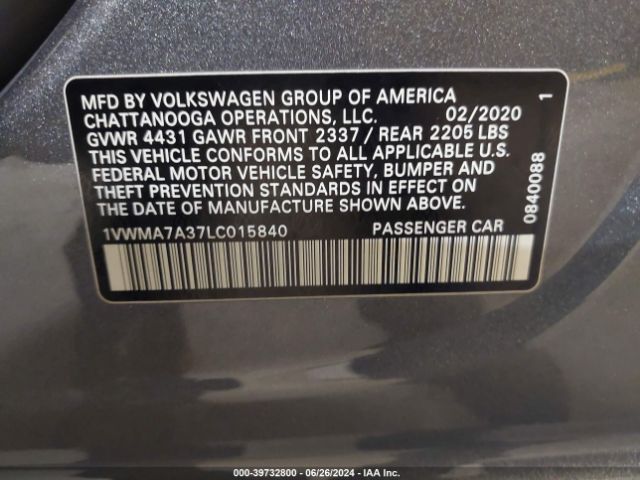 MFD BY VOLKSWAGEN GROUP OF AMERICA
CHATTANOOGA OPERATIONS, LLC. 02/2020
GVWR 4431 GAWR FRONT 2337 / REAR 2205 LBS
THIS VEHICLE CONFORMS TO ALL APPLICABLE U.S.
FEDERAL MOTOR VEHICLE SAFETY, BUMPER AND
THEFT PREVENTION STANDARDS IN EFFECT ON
THE DATE OF MANUFACTURE SHOWN ABOVE.
1VWMA7A37LC015840 PASSENGER CAR
0840088 1
000-39732800 - 06/26/2024 - IAA Inc.